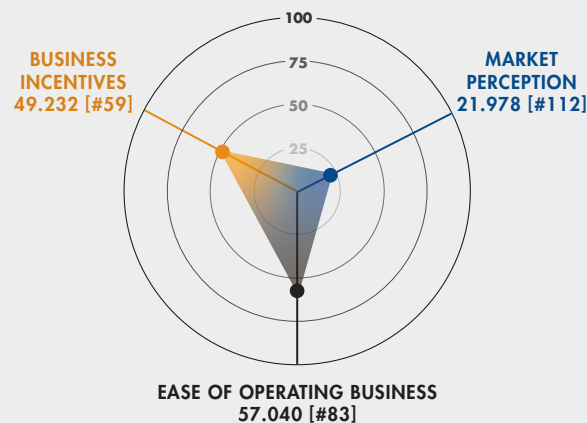 100
75
50
25
BUSINESS
INCENTIVES
49.232 [#59]
MARKET
PERCEPTION
21.978 [#112]
EASE OF OPERATING BUSINESS
57.040 [#83]